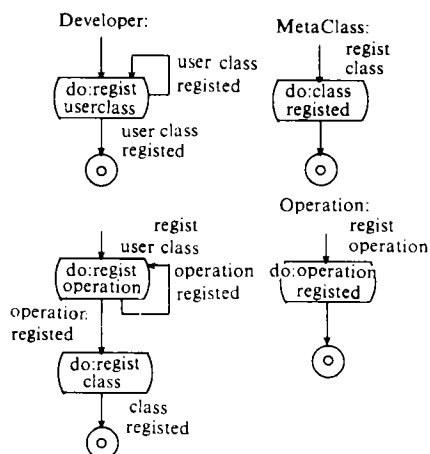 Developer:
user class
registed
do:regist
userclass
user class
registed
MetaClass:
regist
class
do:class
registed
regist
user class
do:regist
operation
operation
registed
operation
registed
do:regist
class
class
registed
Operation:
regist
operation
do:operation
registed